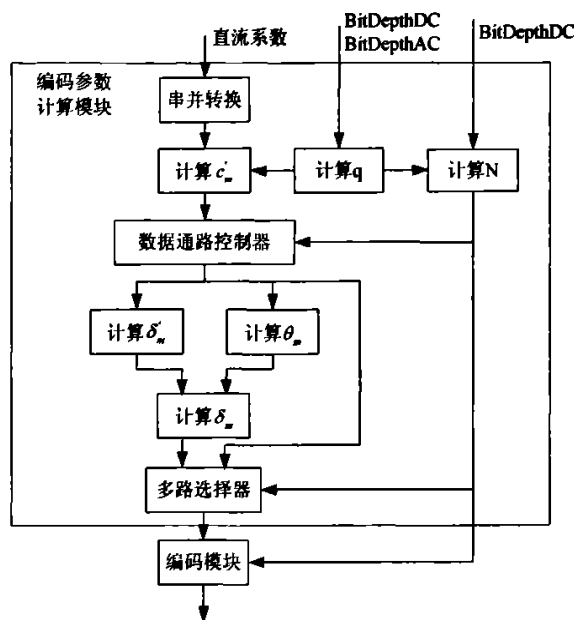 直流系数
BitDepthDC
BitDepthAC
BitDepthDC
编码参数
计算模块
串并转换
计算 c'ₘ
计算q
计算N
数据通路控制器
计算δ'ₘ
计算θₘ
计算δₘ
多路选择器
编码模块